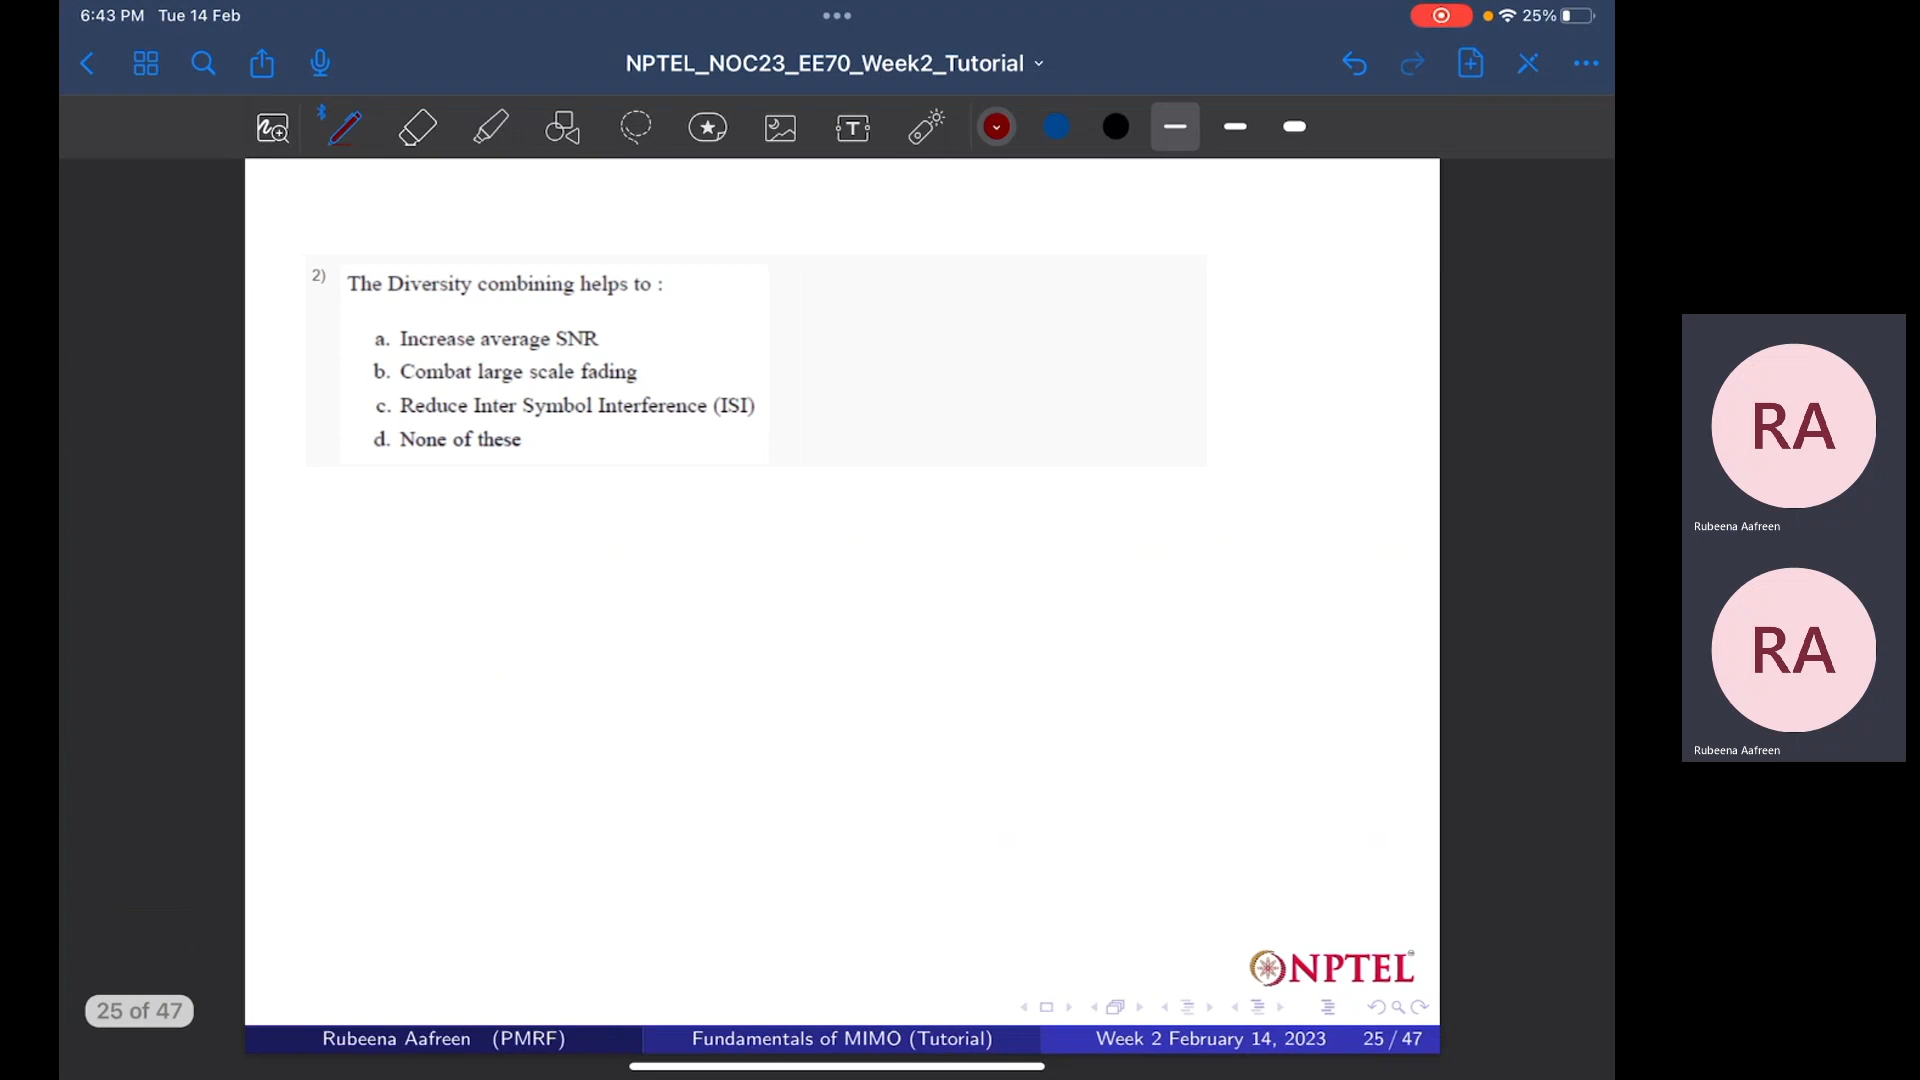 6:43 PM Tue 14 Feb
25%
NPTEL_NOC23_EE70_Week2_Tutorial
T
2) The Diversity combining helps to :
a. Increase average SNR
b. Combat large scale fading
c. Reduce Inter Symbol Interference (ISI)
d. None of these
RA
Rubeena Aafreen
RA
Rubeena Aafreen
NPTEL
25 of 47
Rubeena Aafreen (PMRF) Fundamentals of MIMO (Tutorial) Week 2 February 14, 2023 25 / 47